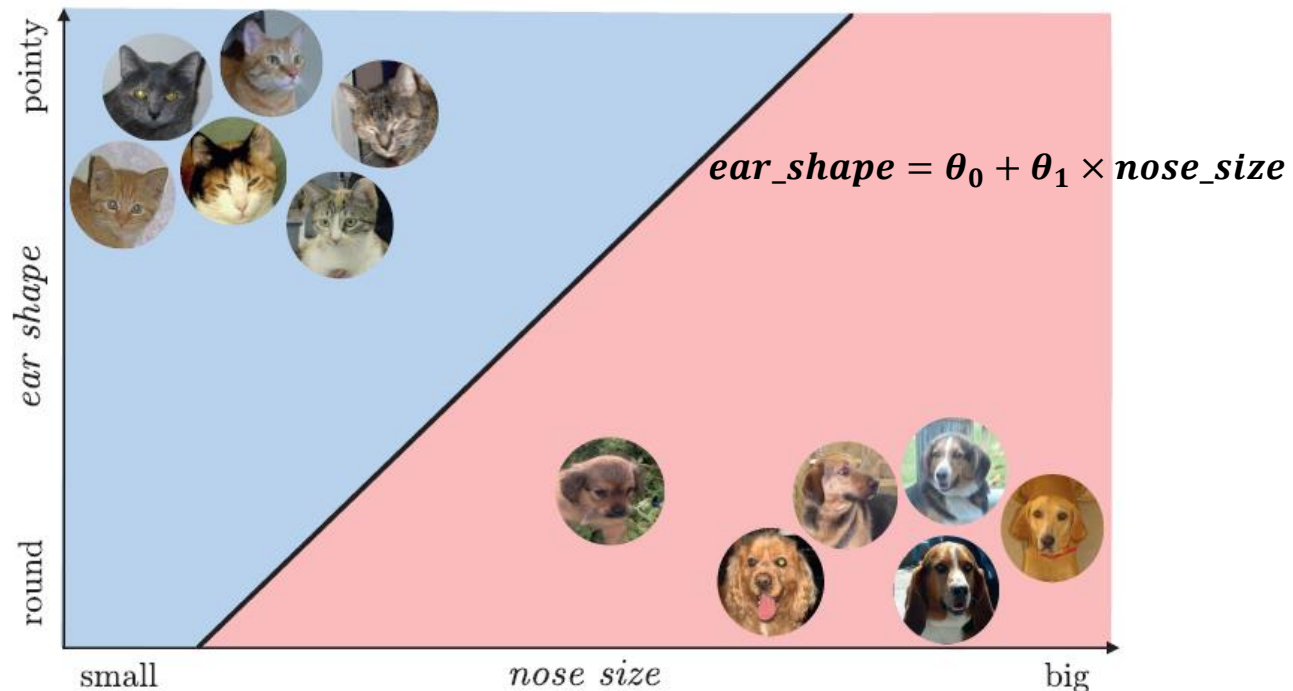 pointy
ear_shape = θ₀ + θ₁ × nose_size
ear shape
round
small
nose size
big